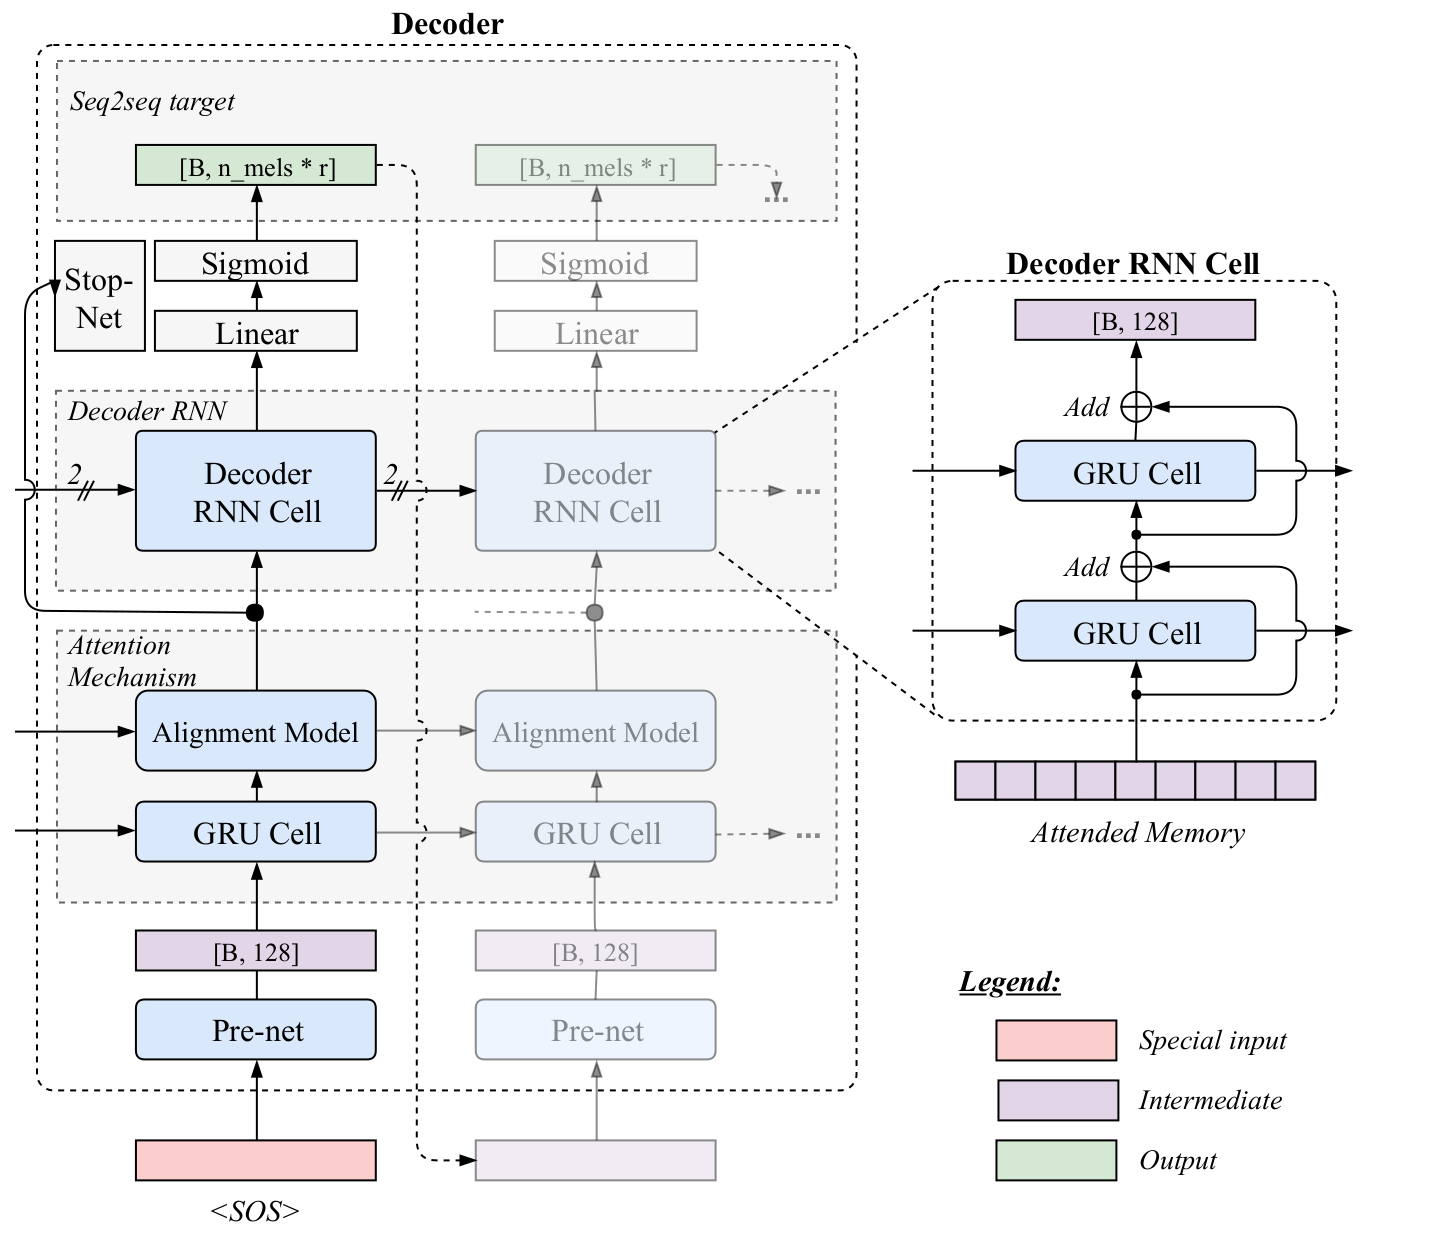 Decoder
Seq2seq target
[B, n_mels * r]
[B, n_mels * r]
...
Stop-
Net
Sigmoid
Sigmoid
Linear
Linear
Decoder RNN
2
Decoder
RNN Cell
2
Decoder
RNN Cell
...
Attention
Mechanism
Alignment Model
Alignment Model
GRU Cell
GRU Cell
...
[B, 128]
[B, 128]
Pre-net
Pre-net
<SOS>
Decoder RNN Cell
[B, 128]
Add
GRU Cell
Add
GRU Cell
Attended Memory
Legend:
Special input
Intermediate
Output